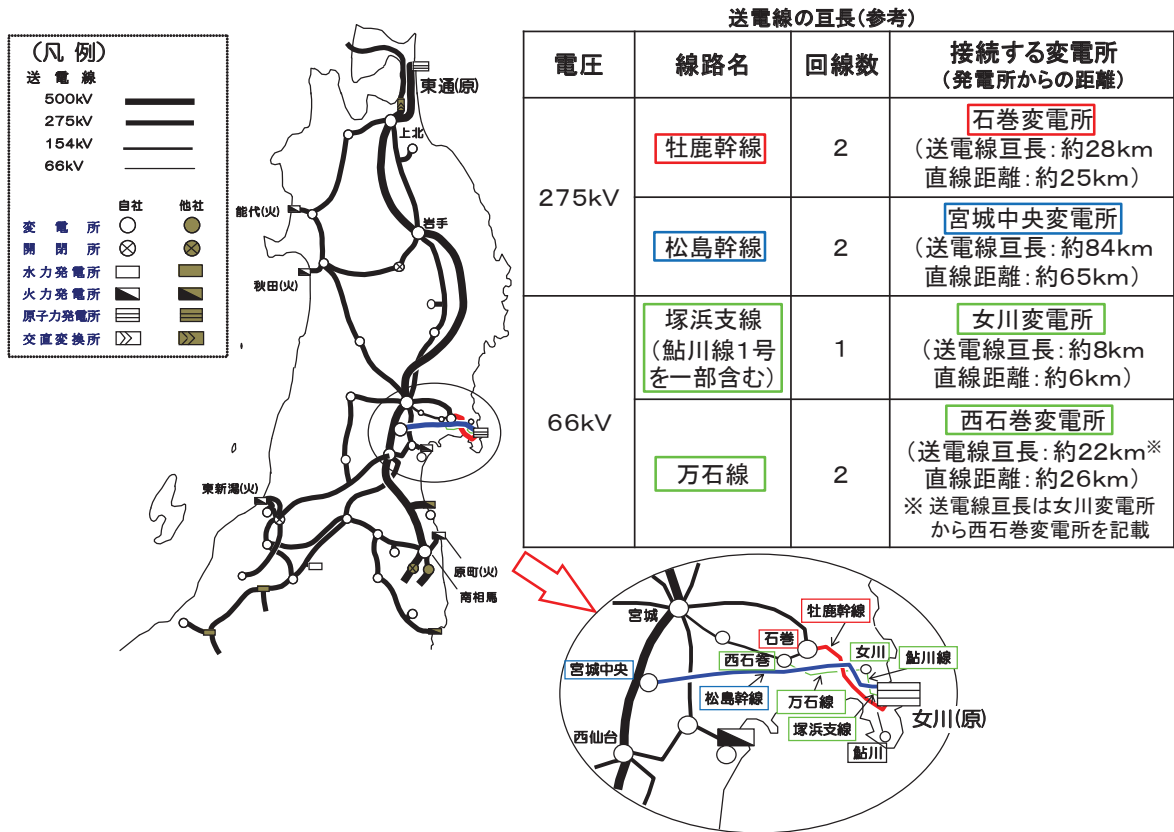 (凡 例)
送 電 線
500kV
275kV
154kV
66kV
自社 他社
変 電 所
開 閉 所
水力発電所
火力発電所
原子力発電所
交直変換所
東通(原)
上北
能代(火)
岩手
秋田(火)
東新潟(火)
原町(火)
南相馬
送電線の亘長(参考)
電圧 線路名 回線数 接続する変電所
(発電所からの距離)
275kV
牡鹿幹線 2 石巻変電所
(送電線亘長:約28km
直線距離:約25km)
松島幹線 2 宮城中央変電所
(送電線亘長:約84km
直線距離:約65km)
66kV
塚浜支線
(鮎川線1号
を一部含む)
1
女川変電所
(送電線亘長:約8km
直線距離:約6km)
万石線 2 西石巻変電所
(送電線亘長:約22km※
直線距離:約26km)
※ 送電線亘長は女川変電所
から西石巻変電所を記載
宮城
牡鹿幹線
石巻
西石巻
女川
鮎川線
宮城中央
松島幹線
万石線
塚浜支線
女川(原)
西仙台
鮎川